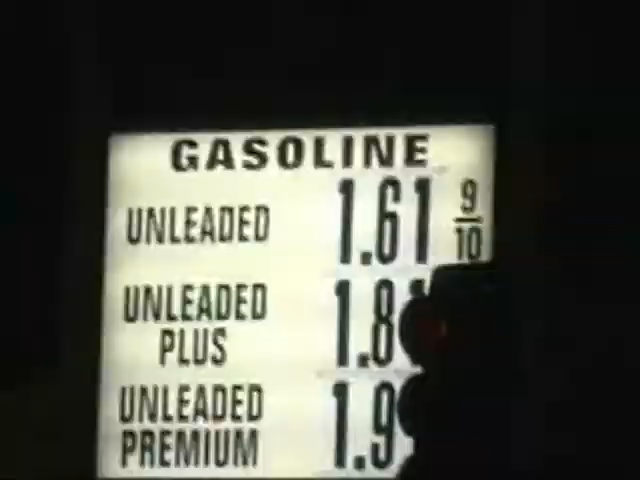 GASOLINE
UNLEADED 1.61 9/10
UNLEADED
PLUS 1.8
UNLEADED
PREMIUM 1.9